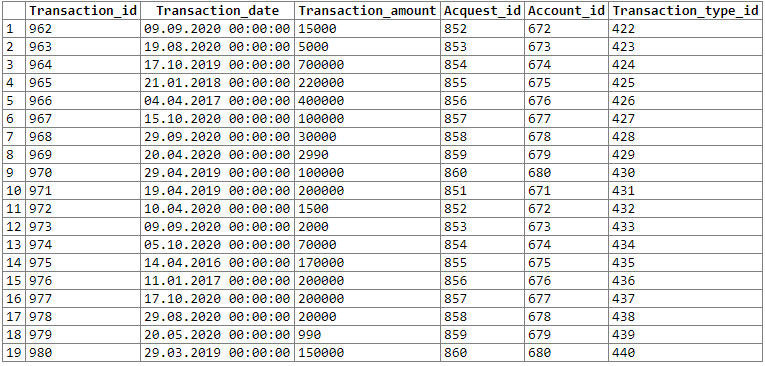 Transaction_id Transaction_date Transaction_amount Acquest_id Account_id Transaction_type_id
1 962 09.09.2020 00:00:00 15000 852 672 422
2 963 19.08.2020 00:00:00 5000 853 673 423
3 964 17.10.2019 00:00:00 700000 854 674 424
4 965 21.01.2018 00:00:00 220000 855 675 425
5 966 04.04.2017 00:00:00 400000 856 676 426
6 967 15.10.2020 00:00:00 100000 857 677 427
7 968 29.09.2020 00:00:00 30000 858 678 428
8 969 20.04.2020 00:00:00 2990 859 679 429
9 970 29.04.2019 00:00:00 100000 860 680 430
10 971 19.04.2019 00:00:00 200000 851 671 431
11 972 10.04.2020 00:00:00 1500 852 672 432
12 973 09.09.2020 00:00:00 2000 853 673 433
13 974 05.10.2020 00:00:00 70000 854 674 434
14 975 14.04.2016 00:00:00 170000 855 675 435
15 976 11.01.2017 00:00:00 200000 856 676 436
16 977 17.10.2020 00:00:00 200000 857 677 437
17 978 29.08.2020 00:00:00 20000 858 678 438
18 979 20.05.2020 00:00:00 990 859 679 439
19 980 29.03.2019 00:00:00 150000 860 680 440